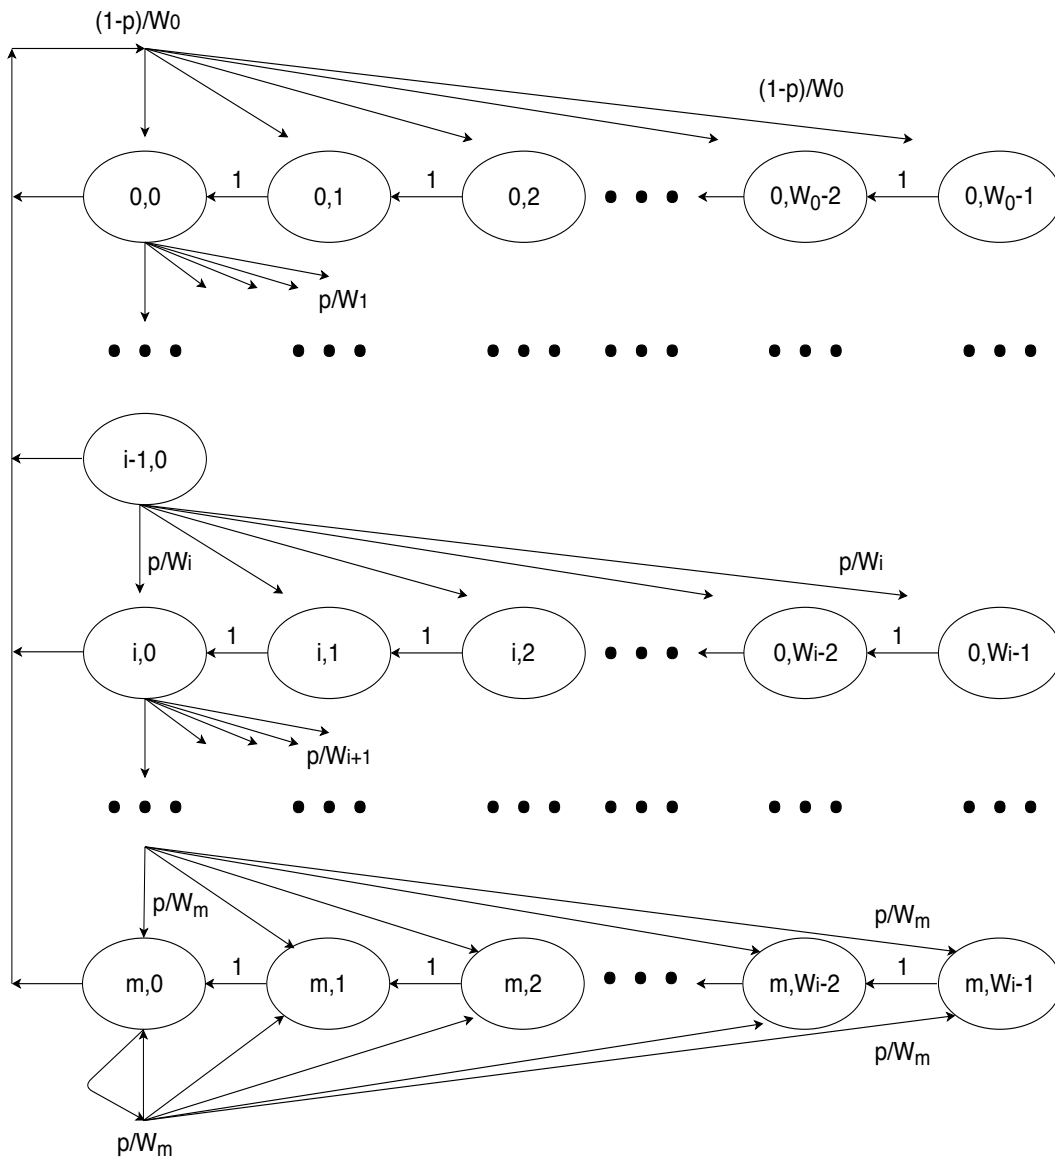 (1-p)/W0
(1-p)/W0
0,0 1 0,1 1 0,2 0,W0-2 1 0,W0-1
p/W1
i-1,0
p/Wi p/Wi
i,0 1 i,1 1 i,2 0,Wi-2 1 0,Wi-1
p/Wi+1
p/Wm p/Wm
m,0 1 m,1 1 m,2 m,Wi-2 1 m,Wi-1
p/Wm
p/Wm